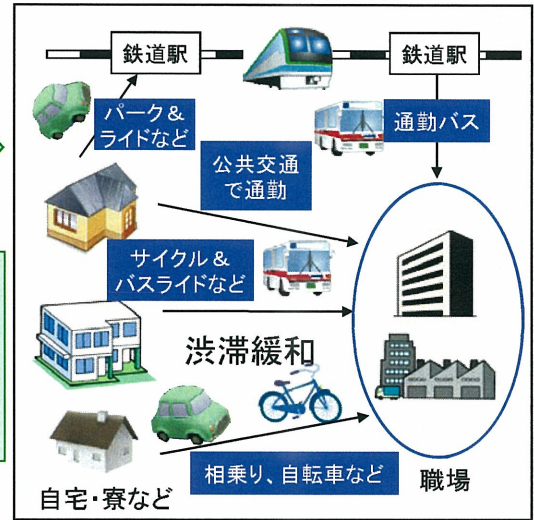 鉄道駅
鉄道駅
パーク&
ライドなど
通勤バス
公共交通
で通勤
サイクル&
バスライドなど
渋滞緩和
相乗り、自転車など
自宅・寮など
職場